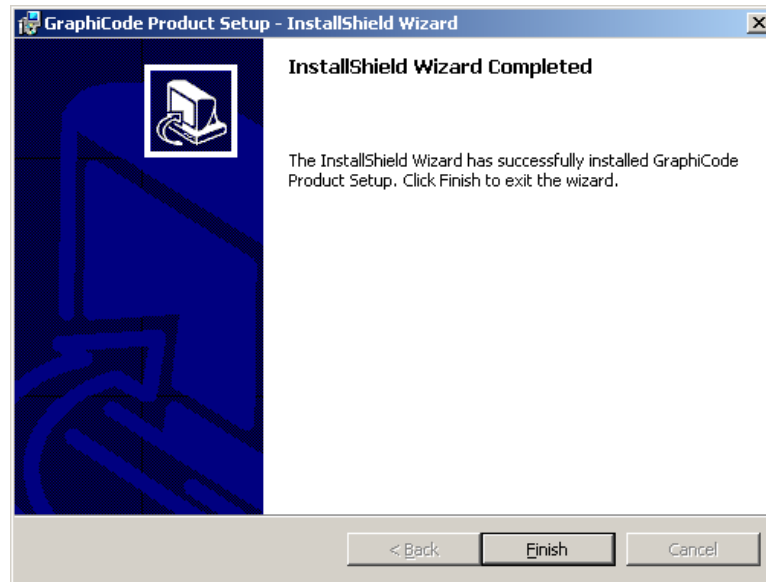 GraphiCode Product Setup - InstallShield Wizard
InstallShield Wizard Completed
The InstallShield Wizard has successfully installed GraphiCode
Product Setup. Click Finish to exit the wizard.
< Back
Finish
Cancel